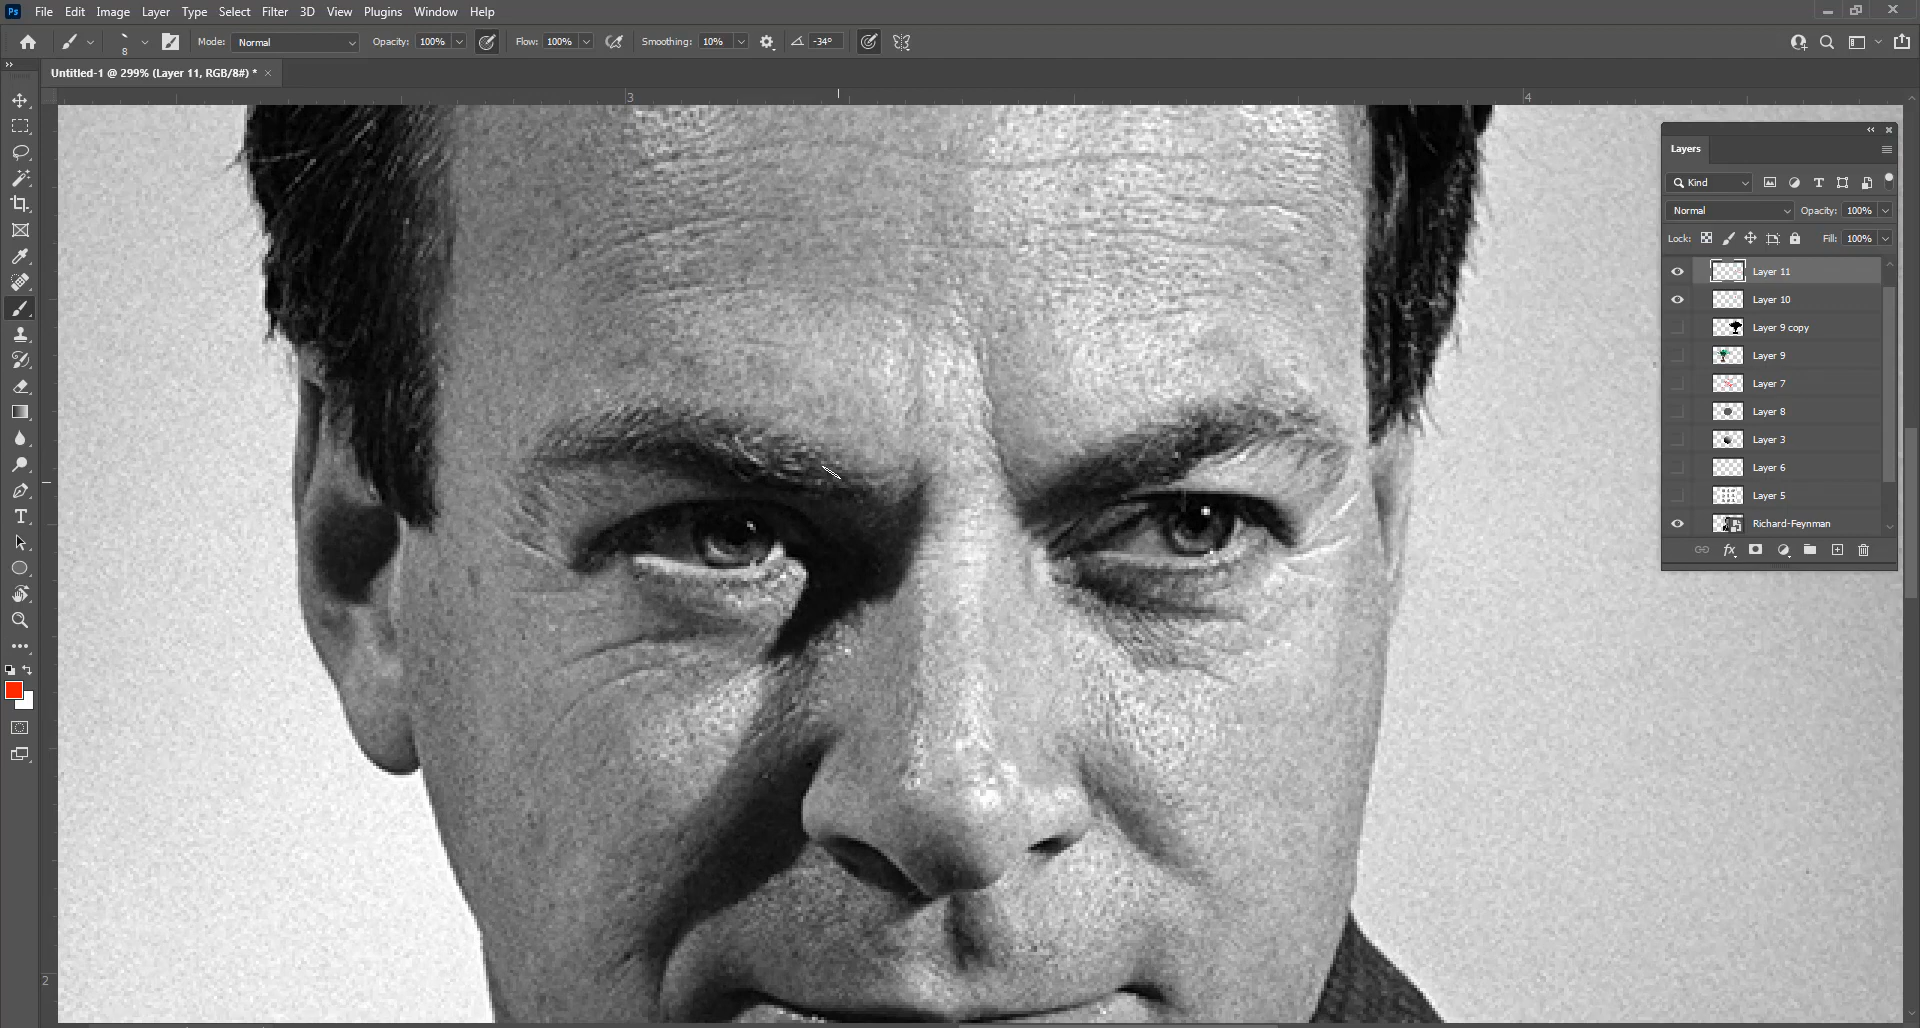 Ps File Edit Image Layer Type Select Filter 3D View Plugins Window Help
8 Mode: Normal Opacity: 100% Flow: 100% Smoothing: 10% -34°
Untitled-1 @ 299% (Layer 11, RGB/8#) * ×
3 4
Layers
Kind
Normal Opacity: 100%
Lock: Fill: 100%
Layer 11
Layer 10
Layer 9 copy
Layer 9
Layer 7
Layer 8
Layer 3
Layer 6
Layer 5
Richard-Feynman
fx
2